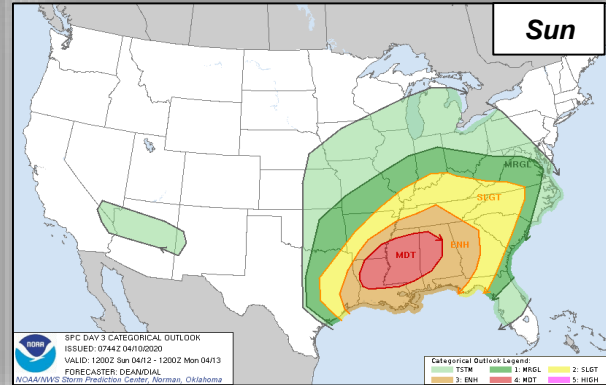 Sun
MRGL
SLGT
ENH
MDT
NOAA
SPC DAY 3 CATEGORICAL OUTLOOK
ISSUED: 0744Z 04/10/2020
VALID: 1200Z Sun 04/12 - 1200Z Mon 04/13
FORECASTER: DEAN/DIAL
NOAA/NWS Storm Prediction Center, Norman, Oklahoma
Categorical Outlook Legend:
TSTM 1: MRGL 2: SLGT
3: ENH 4: MDT 5: HIGH